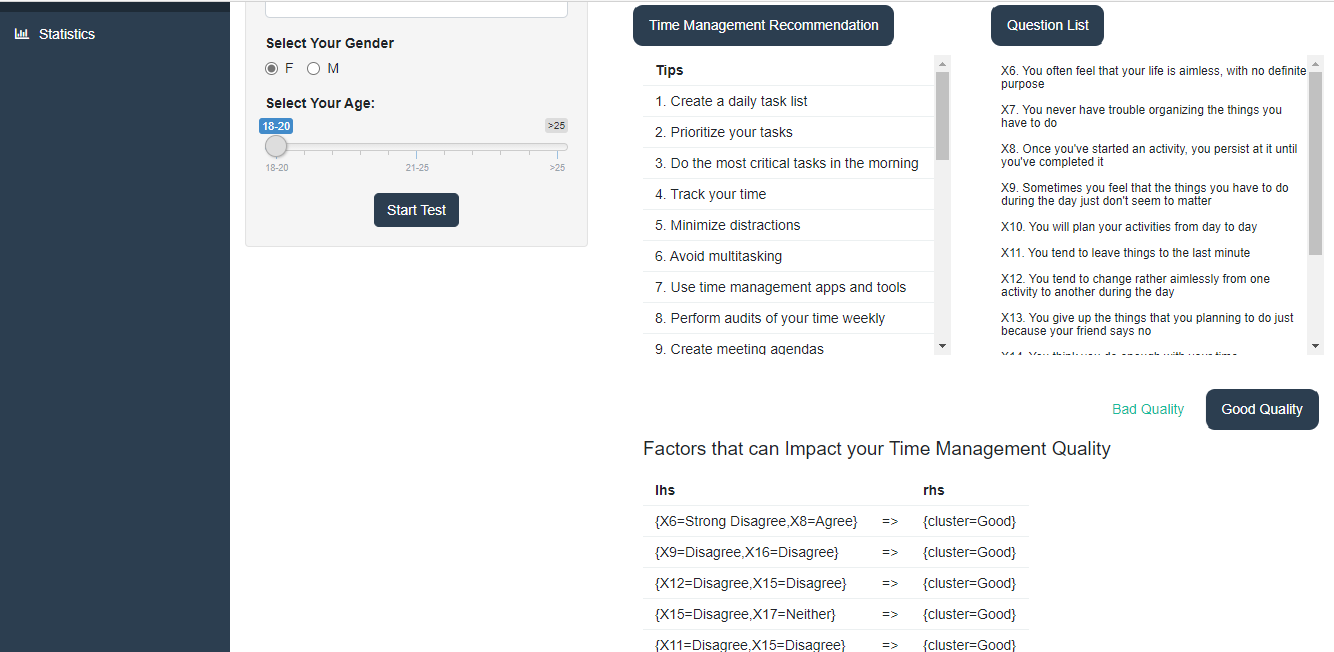 Statistics
Select Your Gender
F M
Select Your Age:
18-20 >25
18-20 21-25 >25
Start Test
Time Management Recommendation
Tips
1. Create a daily task list
2. Prioritize your tasks
3. Do the most critical tasks in the morning
4. Track your time
5. Minimize distractions
6. Avoid multitasking
7. Use time management apps and tools
8. Perform audits of your time weekly
9. Create meeting agendas
Question List
X6. You often feel that your life is aimless, with no definite
purpose
X7. You never have trouble organizing the things you
have to do
X8. Once you've started an activity, you persist at it until
you've completed it
X9. Sometimes you feel that the things you have to do
during the day just don't seem to matter
X10. You will plan your activities from day to day
X11. You tend to leave things to the last minute
X12. You tend to change rather aimlessly from one
activity to another during the day
X13. You give up the things that you planning to do just
because your friend says no
X14. You think you do enough with your time
Bad Quality Good Quality
Factors that can Impact your Time Management Quality
lhs rhs
{X6=Strong Disagree,X8=Agree} => {cluster=Good}
{X9=Disagree,X16=Disagree} => {cluster=Good}
{X12=Disagree,X15=Disagree} => {cluster=Good}
{X15=Disagree,X17=Neither} => {cluster=Good}
{X11=Disagree,X15=Disagree} => {cluster=Good}